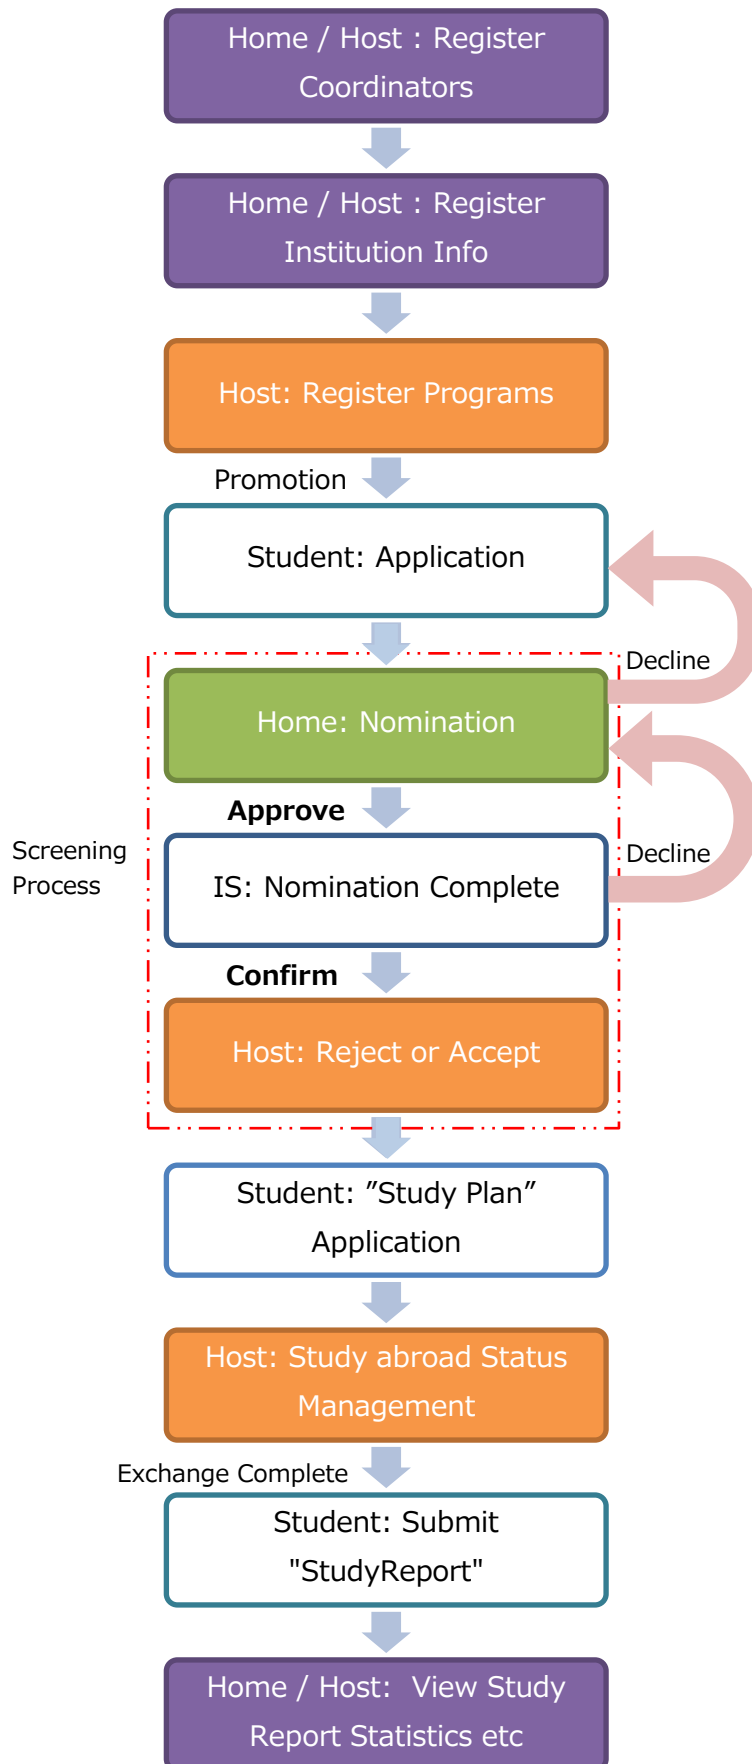 Home / Host : Register
Coordinators
Home / Host : Register
Institution Info
Host: Register Programs
Promotion
Student: Application
Decline
Home: Nomination
Approve
Screening
Process
IS: Nomination Complete
Decline
Confirm
Host: Reject or Accept
Student: ″Study Plan″
Application
Host: Study abroad Status
Management
Exchange Complete
Student: Submit
"StudyReport"
Home / Host:  View Study
Report Statistics etc